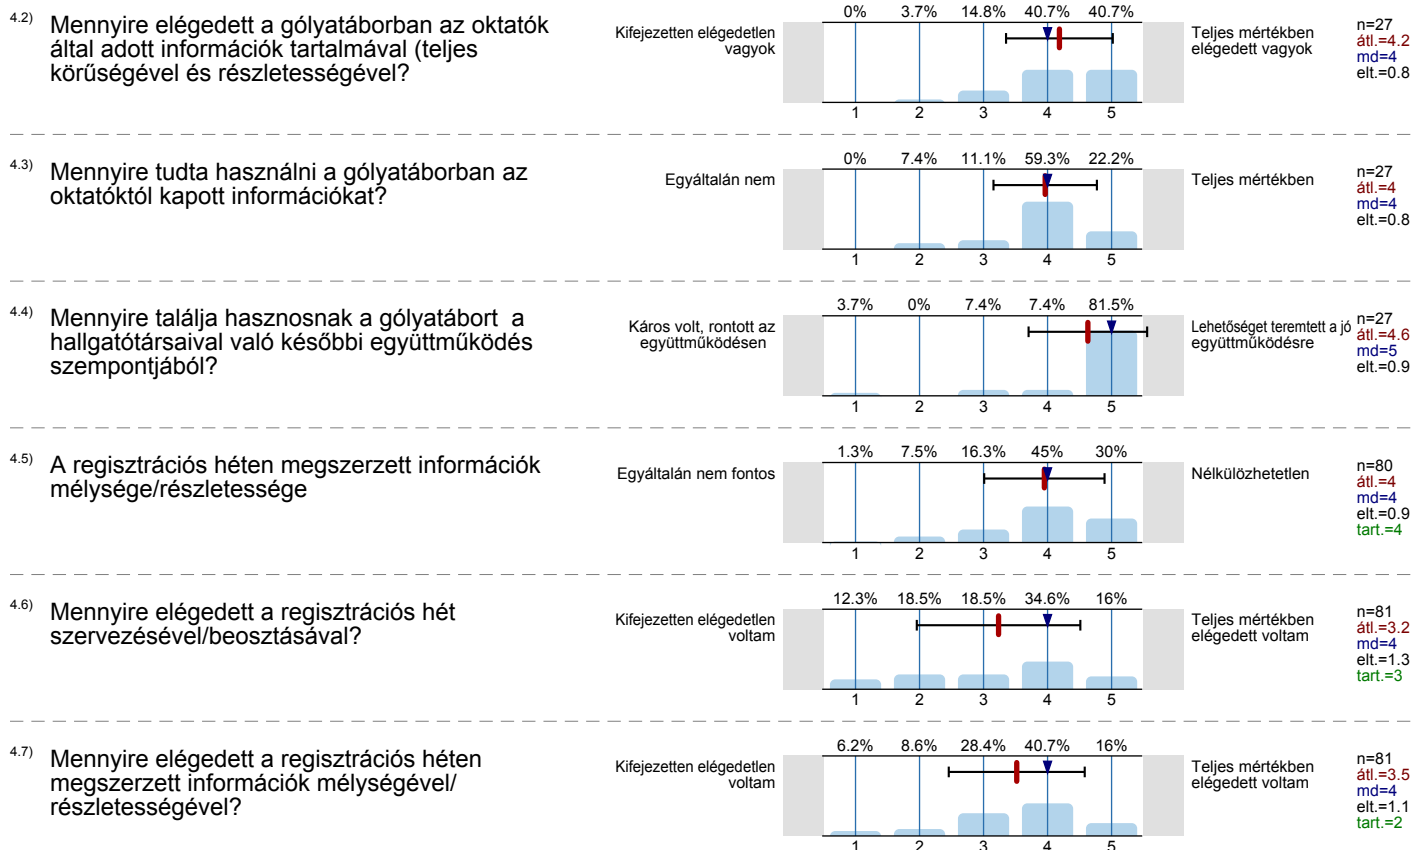 4.2) Mennyire elégedett a gólyatáborban az oktatók
által adott információk tartalmával (teljes
körűségével és részletességével?
Kifejezetten elégedetlen
vagyok
0% 3.7% 14.8% 40.7% 40.7%
1 2 3 4 5
Teljes mértékben
elégedett vagyok
n=27
átl.=4.2
md=4
elt.=0.8
4.3) Mennyire tudta használni a gólyatáborban az
oktatóktól kapott információkat?
Egyáltalán nem
0% 7.4% 11.1% 59.3% 22.2%
1 2 3 4 5
Teljes mértékben
n=27
átl.=4
md=4
elt.=0.8
4.4) Mennyire találja hasznosnak a gólyatábort a
hallgatótársaival való későbbi együttműködés
szempontjából?
Káros volt, rontott az
együttműködésen
3.7% 0% 7.4% 7.4% 81.5%
1 2 3 4 5
Lehetőséget teremtett a jó
együttműködésre
n=27
átl.=4.6
md=5
elt.=0.9
4.5) A regisztrációs héten megszerzett információk
mélysége/részletessége
Egyáltalán nem fontos
1.3% 7.5% 16.3% 45% 30%
1 2 3 4 5
Nélkülözhetetlen
n=80
átl.=4
md=4
elt.=0.9
tart.=4
4.6) Mennyire elégedett a regisztrációs hét
szervezésével/beosztásával?
Kifejezetten elégedetlen
voltam
12.3% 18.5% 18.5% 34.6% 16%
1 2 3 4 5
Teljes mértékben
elégedett voltam
n=81
átl.=3.2
md=4
elt.=1.3
tart.=3
4.7) Mennyire elégedett a regisztrációs héten
megszerzett információk mélységével/
részletességével?
Kifejezetten elégedetlen
voltam
6.2% 8.6% 28.4% 40.7% 16%
1 2 3 4 5
Teljes mértékben
elégedett voltam
n=81
átl.=3.5
md=4
elt.=1.1
tart.=2